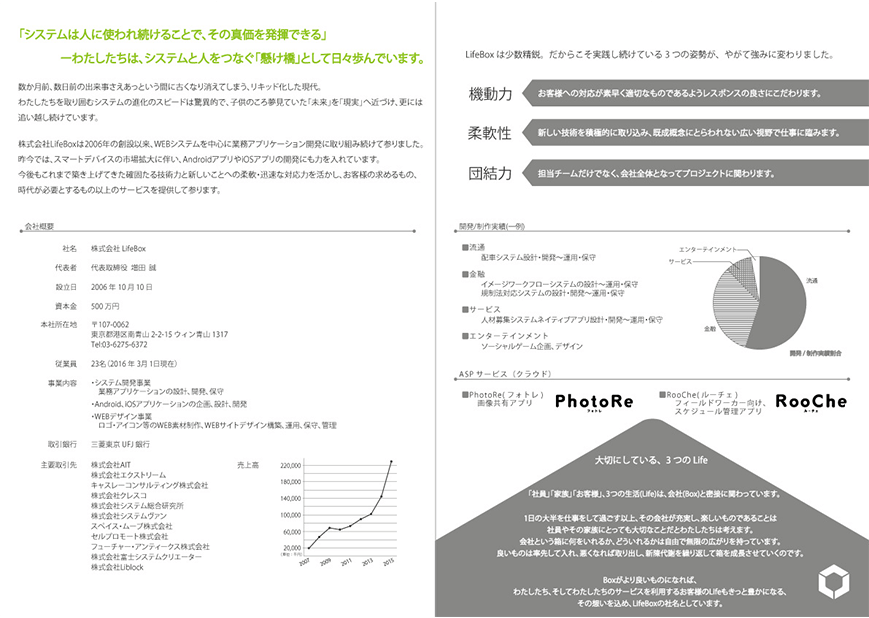 「システムは人に使われ続けることで、その真価を発揮できる」
―わたしたちは、システムと人をつなぐ「懸け橋」として日々歩んでいます。
数か月前、数日前の出来事さえあっという間に古くなり消えてしまう、リキッド化した現代。
わたしたちを取り囲むシステムの進化のスピードは驚異的で、子供のころ夢見ていた「未来」を「現実」へ近づけ、更には
追い越し続けています。
株式会社LifeBoxは2006年の創設以来、WEBシステムを中心に業務アプリケーション開発に取り組み続けて参りました。
昨今では、スマートデバイスの市場拡大に伴い、AndroidアプリやiOSアプリの開発にも力を入れています。
今後もこれまで築き上げてきた確固たる技術力と新しいことへの柔軟・迅速な対応力を活かし、お客様の求めるもの、
時代が必要とするもの以上のサービスを提供して参ります。
会社概要
社名 株式会社 LifeBox
代表者 代表取締役 増田 誠
設立日 2006 年 10 月 10 日
資本金 500 万円
本社所在地 〒107-0062
東京都港区南青山 2-2-15 ウィン青山 1317
Tel:03-6275-6372
従業員 23名(2016 年 3月 1日現在)
事業内容 ・システム開発事業
業務アプリケーションの設計、開発、保守
・Android、iOSアプリケーションの企画、設計、開発
・WEBデザイン事業
ロゴ・アイコン等のWEB素材制作、WEBサイトデザイン構築、運用、保守、管理
取引銀行 三菱東京 UFJ 銀行
主要取引先 株式会社AIT
株式会社エクストリーム
キャスレーコンサルティング株式会社
株式会社クレスコ
株式会社システム総合研究所
株式会社システムヴァン
スペイス・ムーブ株式会社
セルプロモート株式会社
フューチャー・アンティークス株式会社
株式会社富士システムクリエーター
株式会社Liblock
売上高
220,000
180,000
140,000
100,000
60,000
20,000
2007 2009 2011 2013 2015
LifeBox は少数精鋭。だからこそ実践し続けている 3 つの姿勢が、やがて強みに変わりました。
機動力 お客様への対応が素早く適切なものであるようレスポンスの良さにこだわります。
柔軟性 新しい技術を積極的に取り込み、既成概念にとらわれない広い視野で仕事に臨みます。
団結力 担当チームだけでなく、会社全体となってプロジェクトに関わります。
開発/制作実績(一例)
■流通
配車システム設計・開発～運用・保守
■金融
イメージワークフローシステムの設計～運用・保守
規制法対応システムの設計・開発～運用・保守
■サービス
人材募集システムネイティブアプリ設計・開発～運用・保守
■エンターテインメント
ソーシャルゲーム企画、デザイン
エンターテインメント
サービス
流通
金融
開発 / 制作実績割合
ASP サービス（クラウド）
■PhotoRe(フォトレ)
画像共有アプリ
PhotoRe
フォトレ
■RooChe(ルーチェ)
フィールドワーカー向け、
スケジュール管理アプリ
RooChe
ルーチェ
大切にしている、3 つの Life
「社員」「家族」「お客様」、3つの生活(Life)は、会社(Box)と密接に関わっています。
1日の大半を仕事をして過ごす以上、その会社が充実し、楽しいものであることは
社員やその家族にとっても大切なことだとわたしたちは考えます。
会社という箱に何をいれるか、どういれるかは自由で無限の広がりを持っています。
良いものは率先して入れ、悪くなれば取り出し、新陳代謝を繰り返して箱を成長させていくのです。
Boxがより良いものになれば、
わたしたち、そしてわたしたちのサービスを利用するお客様のLifeもきっと豊かになる、
その想いを込め、LifeBoxの社名としています。